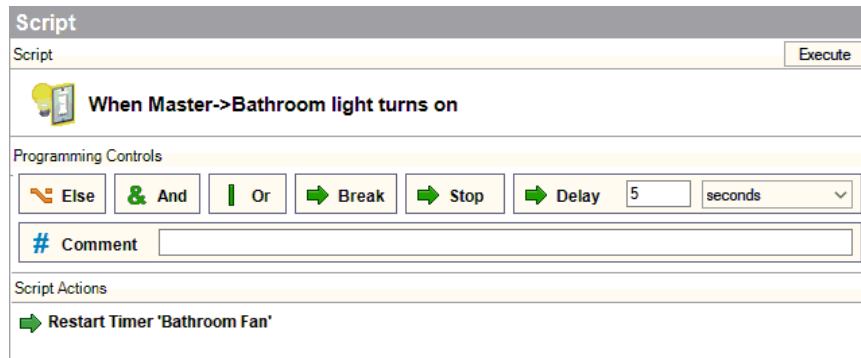 Script
Script Execute
When Master->Bathroom light turns on
Programming Controls
Else And Or Break Stop Delay 5 seconds
# Comment
Script Actions
Restart Timer 'Bathroom Fan'